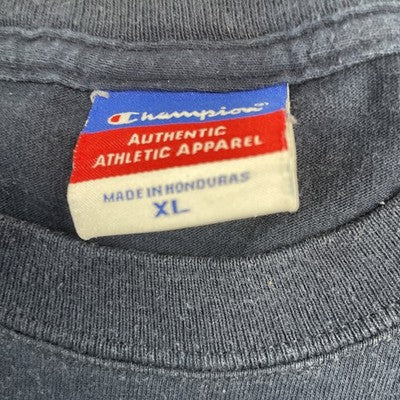 Champion
AUTHENTIC
ATHLETIC APPAREL
MADE IN HONDURAS
XL